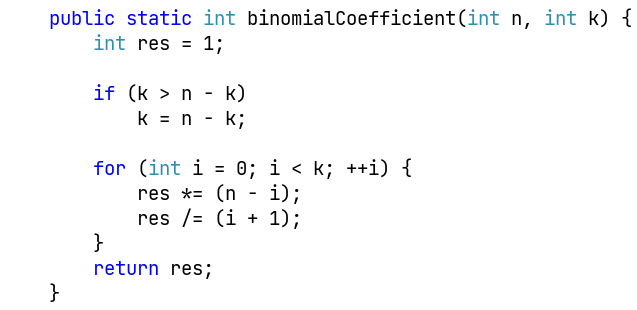 public static int binomialCoefficient(int n, int k) {
    int res = 1;

    if (k > n - k)
        k = n - k;

    for (int i = 0; i < k; ++i) {
        res *= (n - i);
        res /= (i + 1);
    }
    return res;
}